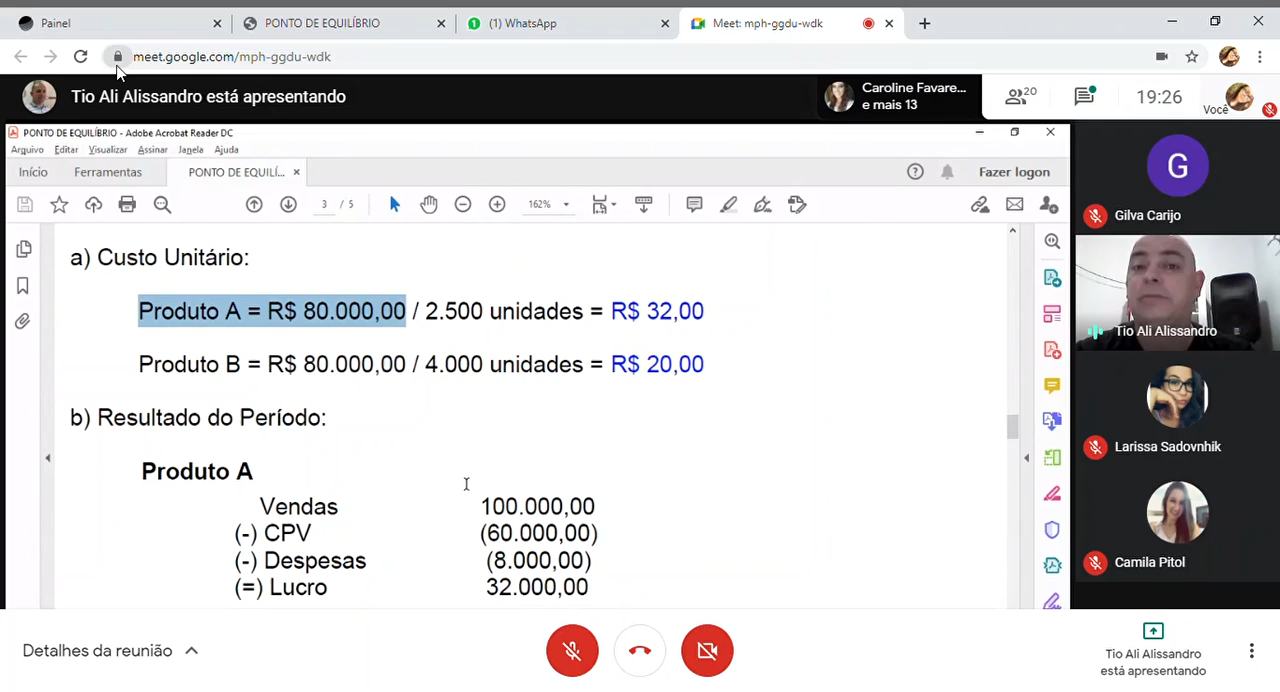 Painel
PONTO DE EQUILÍBRIO
1 (1) WhatsApp
Meet: mph-ggdu-wdk
meet.google.com/mph-ggdu-wdk
Tio Ali Alissandro está apresentando
Caroline Favare...
e mais 13
20
19:26
Você
PONTO DE EQUILÍBRIO - Adobe Acrobat Reader DC
Arquivo Editar Visualizar Assinar Janela Ajuda
Início Ferramentas PONTO DE EQUILÍ... Fazer logon
3 / 5 162%
a) Custo Unitário:
Produto A = R$ 80.000,00 / 2.500 unidades = R$ 32,00
Produto B = R$ 80.000,00 / 4.000 unidades = R$ 20,00
b) Resultado do Período:
Produto A
Vendas 100.000,00
(-) CPV (60.000,00)
(-) Despesas (8.000,00)
(=) Lucro 32.000,00
G
Gilva Carijo
Tio Ali Alissandro
Larissa Sadovnhik
Camila Pitol
Detalhes da reunião
Tio Ali Alissandro
está apresentando